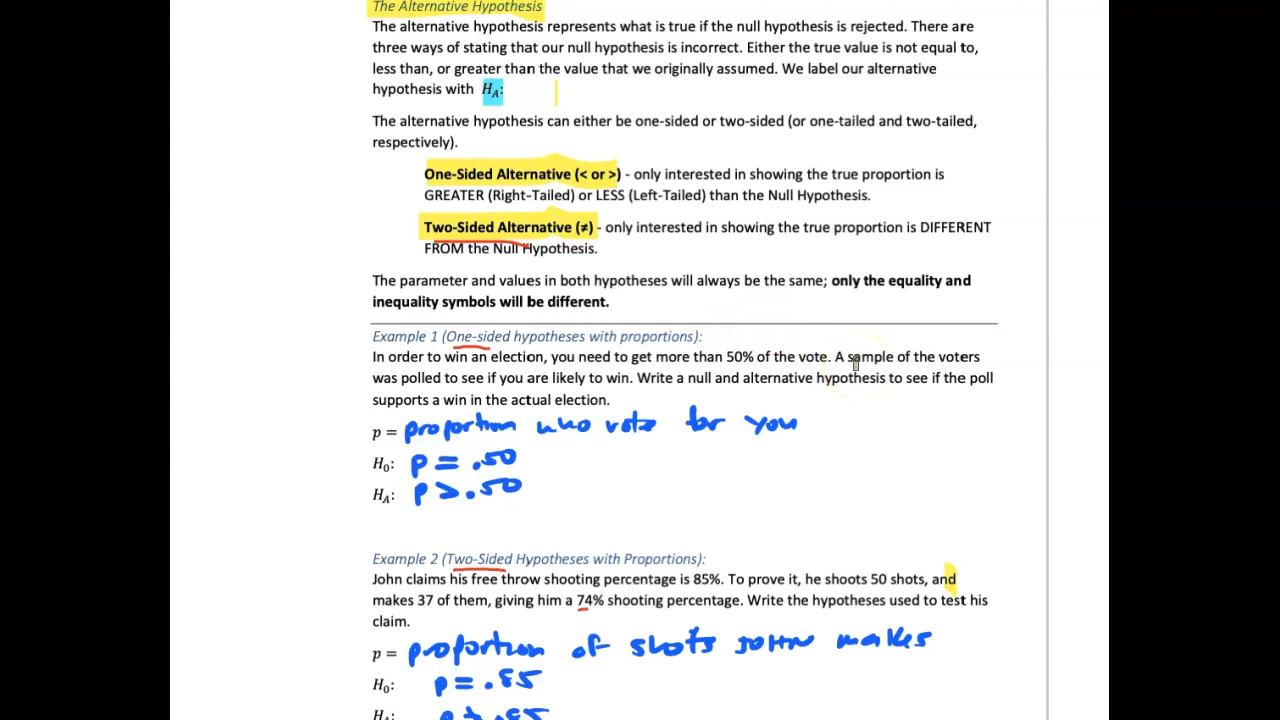 The Alternative Hypothesis
The alternative hypothesis represents what is true if the null hypothesis is rejected. There are
three ways of stating that our null hypothesis is incorrect. Either the true value is not equal to,
less than, or greater than the value that we originally assumed. We label our alternative
hypothesis with H_A:
The alternative hypothesis can either be one-sided or two-sided (or one-tailed and two-tailed,
respectively).
One-Sided Alternative (< or >) - only interested in showing the true proportion is
GREATER (Right-Tailed) or LESS (Left-Tailed) than the Null Hypothesis.
Two-Sided Alternative (≠) - only interested in showing the true proportion is DIFFERENT
FROM the Null Hypothesis.
The parameter and values in both hypotheses will always be the same; only the equality and
inequality symbols will be different.
Example 1 (One-sided hypotheses with proportions):
In order to win an election, you need to get more than 50% of the vote. A sample of the voters
was polled to see if you are likely to win. Write a null and alternative hypothesis to see if the poll
supports a win in the actual election.
p = proportion who vote for you
H₀: p = .50
H_A: p > .50
Example 2 (Two-Sided Hypotheses with Proportions):
John claims his free throw shooting percentage is 85%. To prove it, he shoots 50 shots, and
makes 37 of them, giving him a 74% shooting percentage. Write the hypotheses used to test his
claim.
p = proportion of shots John makes
H₀: p = .85
H_A: p ≠ .85